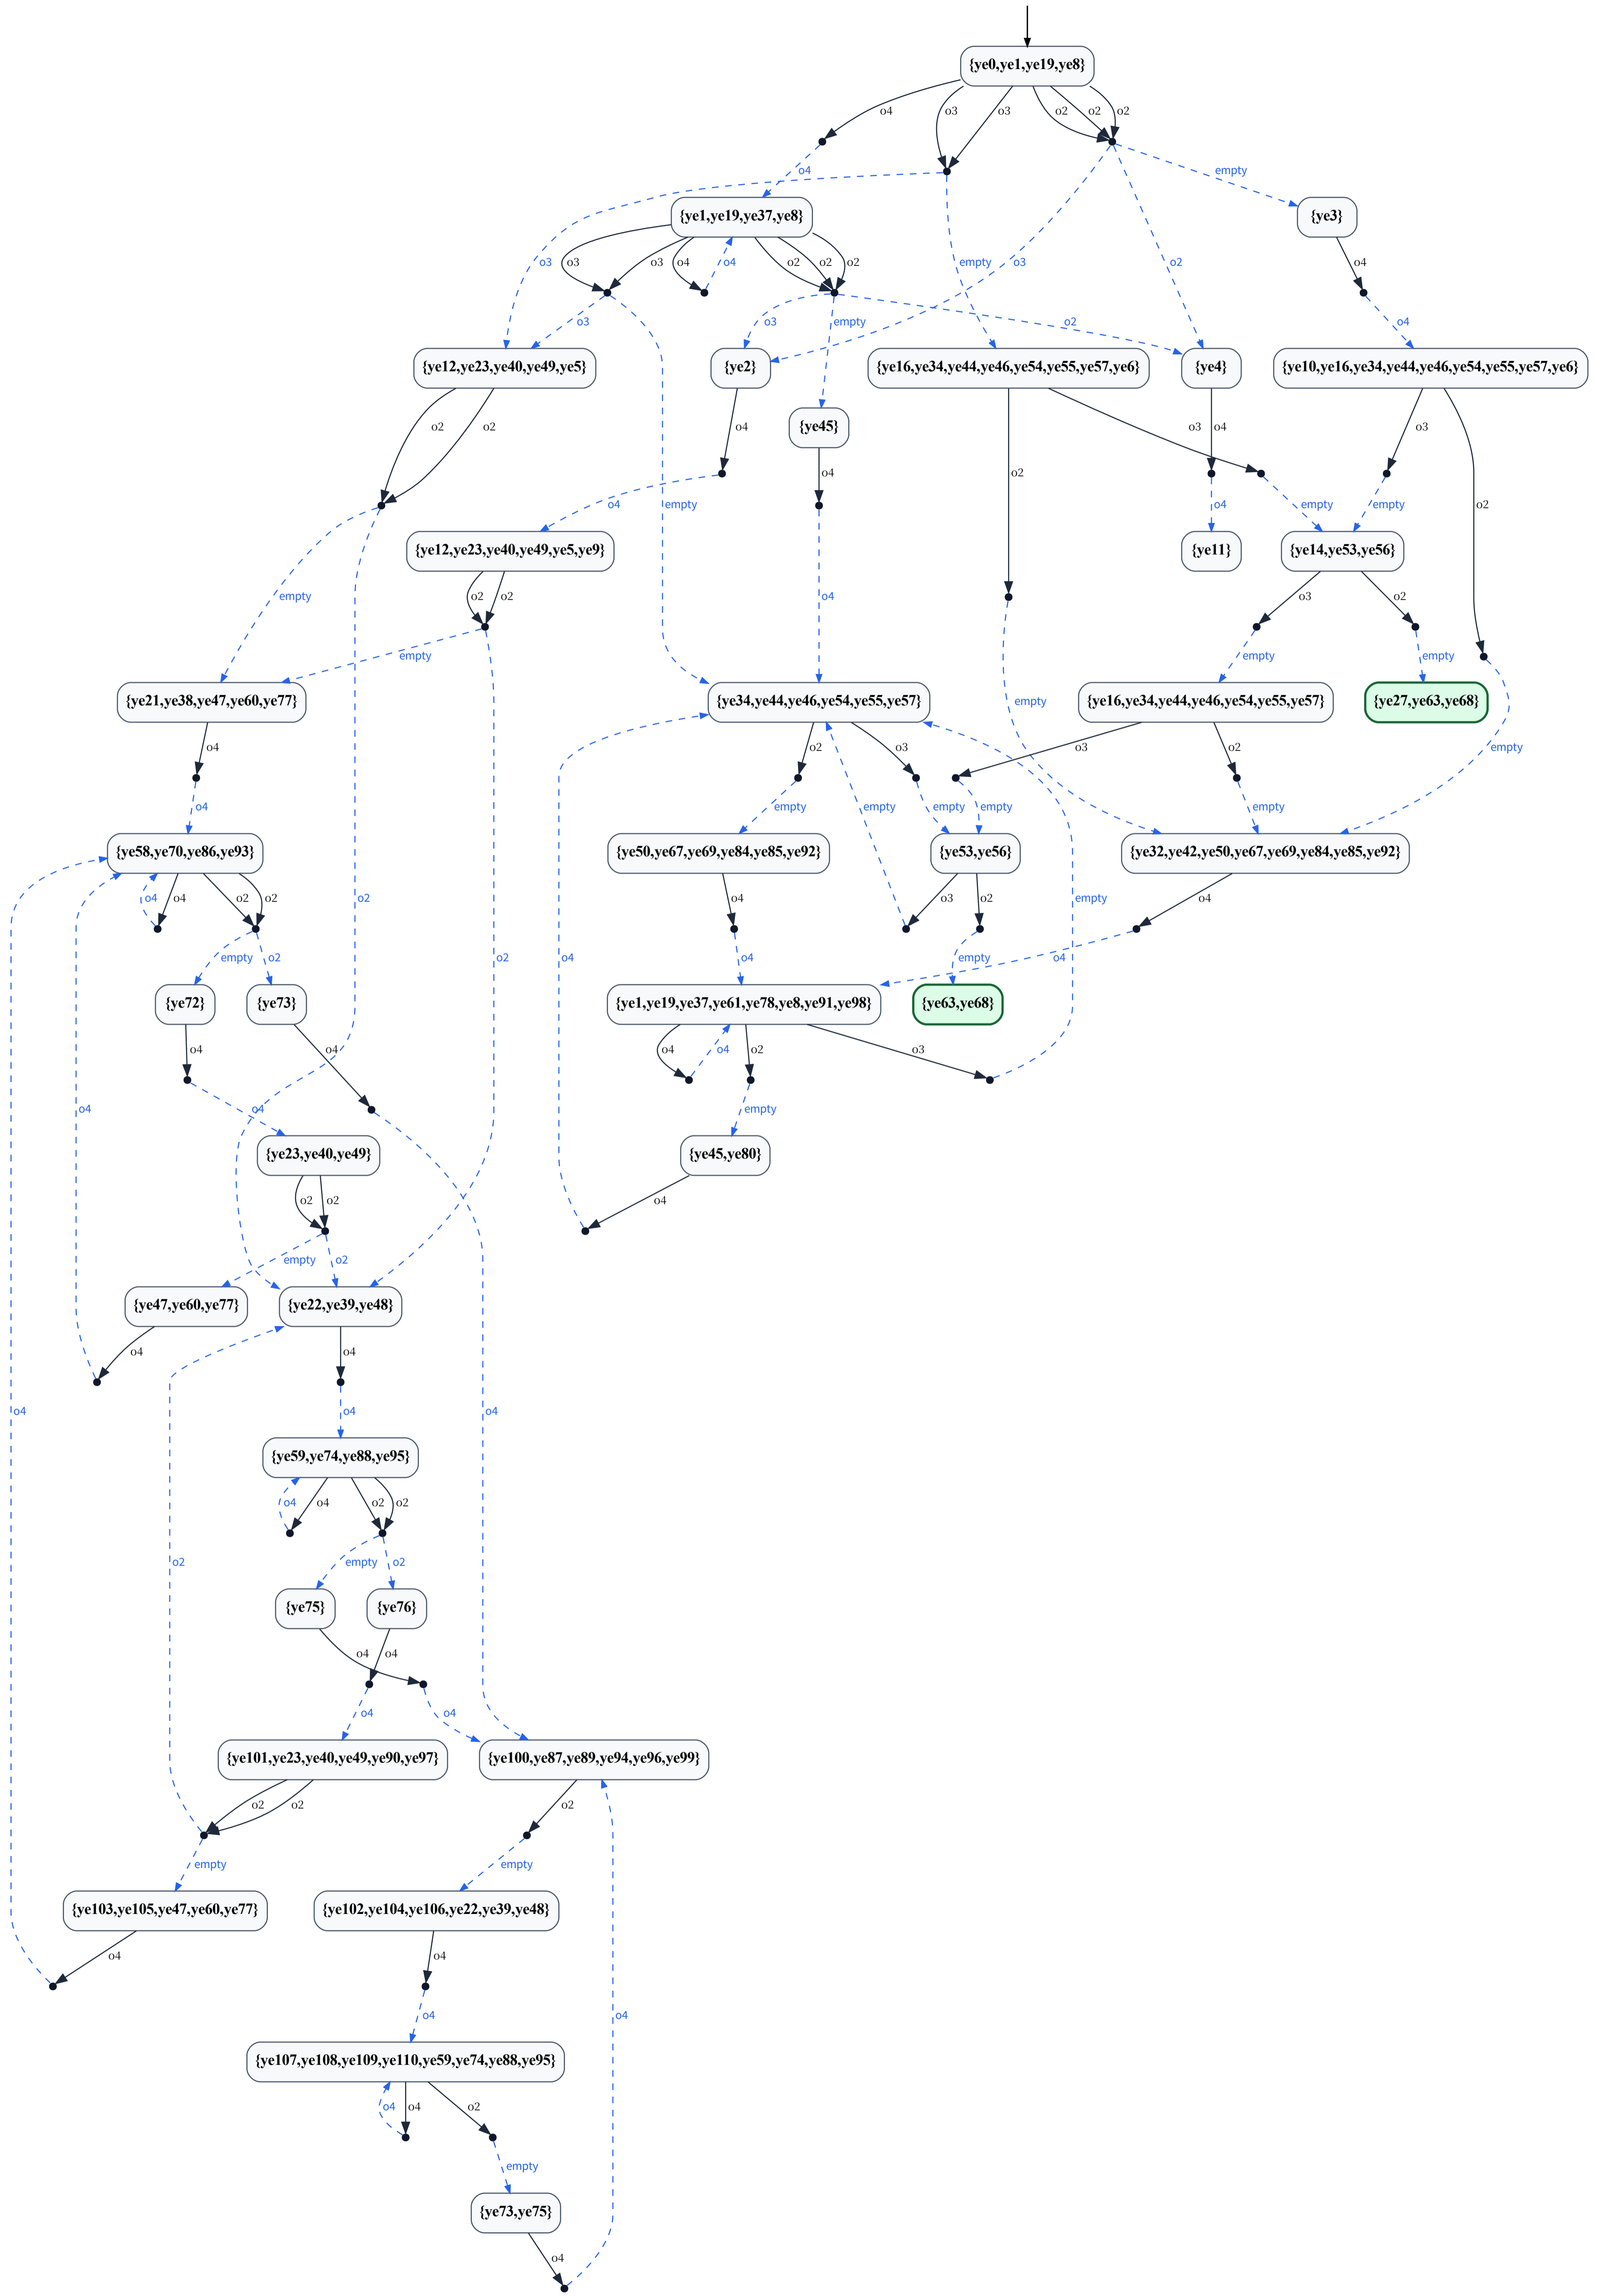 {ye0,ye1,ye19,ye8}
o4
o3
o3
o2
o2
o2
o4
empty
{ye1,ye19,ye37,ye8}
{ye3}
o3
o3
o3
o4
o4
o2
o2
o2
empty
o3
o2
o4
o3
o3
empty
o2
o4
{ye12,ye23,ye40,ye49,ye5}
{ye2}
{ye16,ye34,ye44,ye46,ye54,ye55,ye57,ye6}
{ye4}
{ye10,ye16,ye34,ye44,ye46,ye54,ye55,ye57,ye6}
{ye45}
o2
o2
o4
o3
o4
o3
o4
o2
o2
o4
empty
o4
empty
empty
{ye12,ye23,ye40,ye49,ye5,ye9}
{ye11}
{ye14,ye53,ye56}
empty
o2
o2
o4
o3
o2
empty
empty
empty
{ye21,ye38,ye47,ye60,ye77}
{ye34,ye44,ye46,ye54,ye55,ye57}
{ye16,ye34,ye44,ye46,ye54,ye55,ye57}
{ye27,ye63,ye68}
empty
o4
o2
o3
o3
o2
empty
o4
empty
empty
empty
empty
empty
{ye58,ye70,ye86,ye93}
{ye50,ye67,ye69,ye84,ye85,ye92}
{ye53,ye56}
{ye32,ye42,ye50,ye67,ye69,ye84,ye85,ye92}
o4
o4
o2
o2
o2
o4
o3
o2
empty
o4
empty
o2
o2
o4
o4
empty
o4
{ye72}
{ye73}
{ye1,ye19,ye37,ye61,ye78,ye8,ye91,ye98}
{ye63,ye68}
o4
o4
o4
o4
o2
o3
o4
o4
empty
{ye23,ye40,ye49}
{ye45,ye80}
o2
o2
o4
empty
o2
{ye47,ye60,ye77}
{ye22,ye39,ye48}
o4
o4
o4
o4
o4
{ye59,ye74,ye88,ye95}
o4
o4
o2
o2
o2
empty
o2
{ye75}
{ye76}
o4
o4
o4
o4
{ye101,ye23,ye40,ye49,ye90,ye97}
{ye100,ye87,ye89,ye94,ye96,ye99}
o2
o2
o2
empty
empty
{ye103,ye105,ye47,ye60,ye77}
{ye102,ye104,ye106,ye22,ye39,ye48}
o4
o4
o4
o4
{ye107,ye108,ye109,ye110,ye59,ye74,ye88,ye95}
o4
o4
o2
empty
{ye73,ye75}
o4